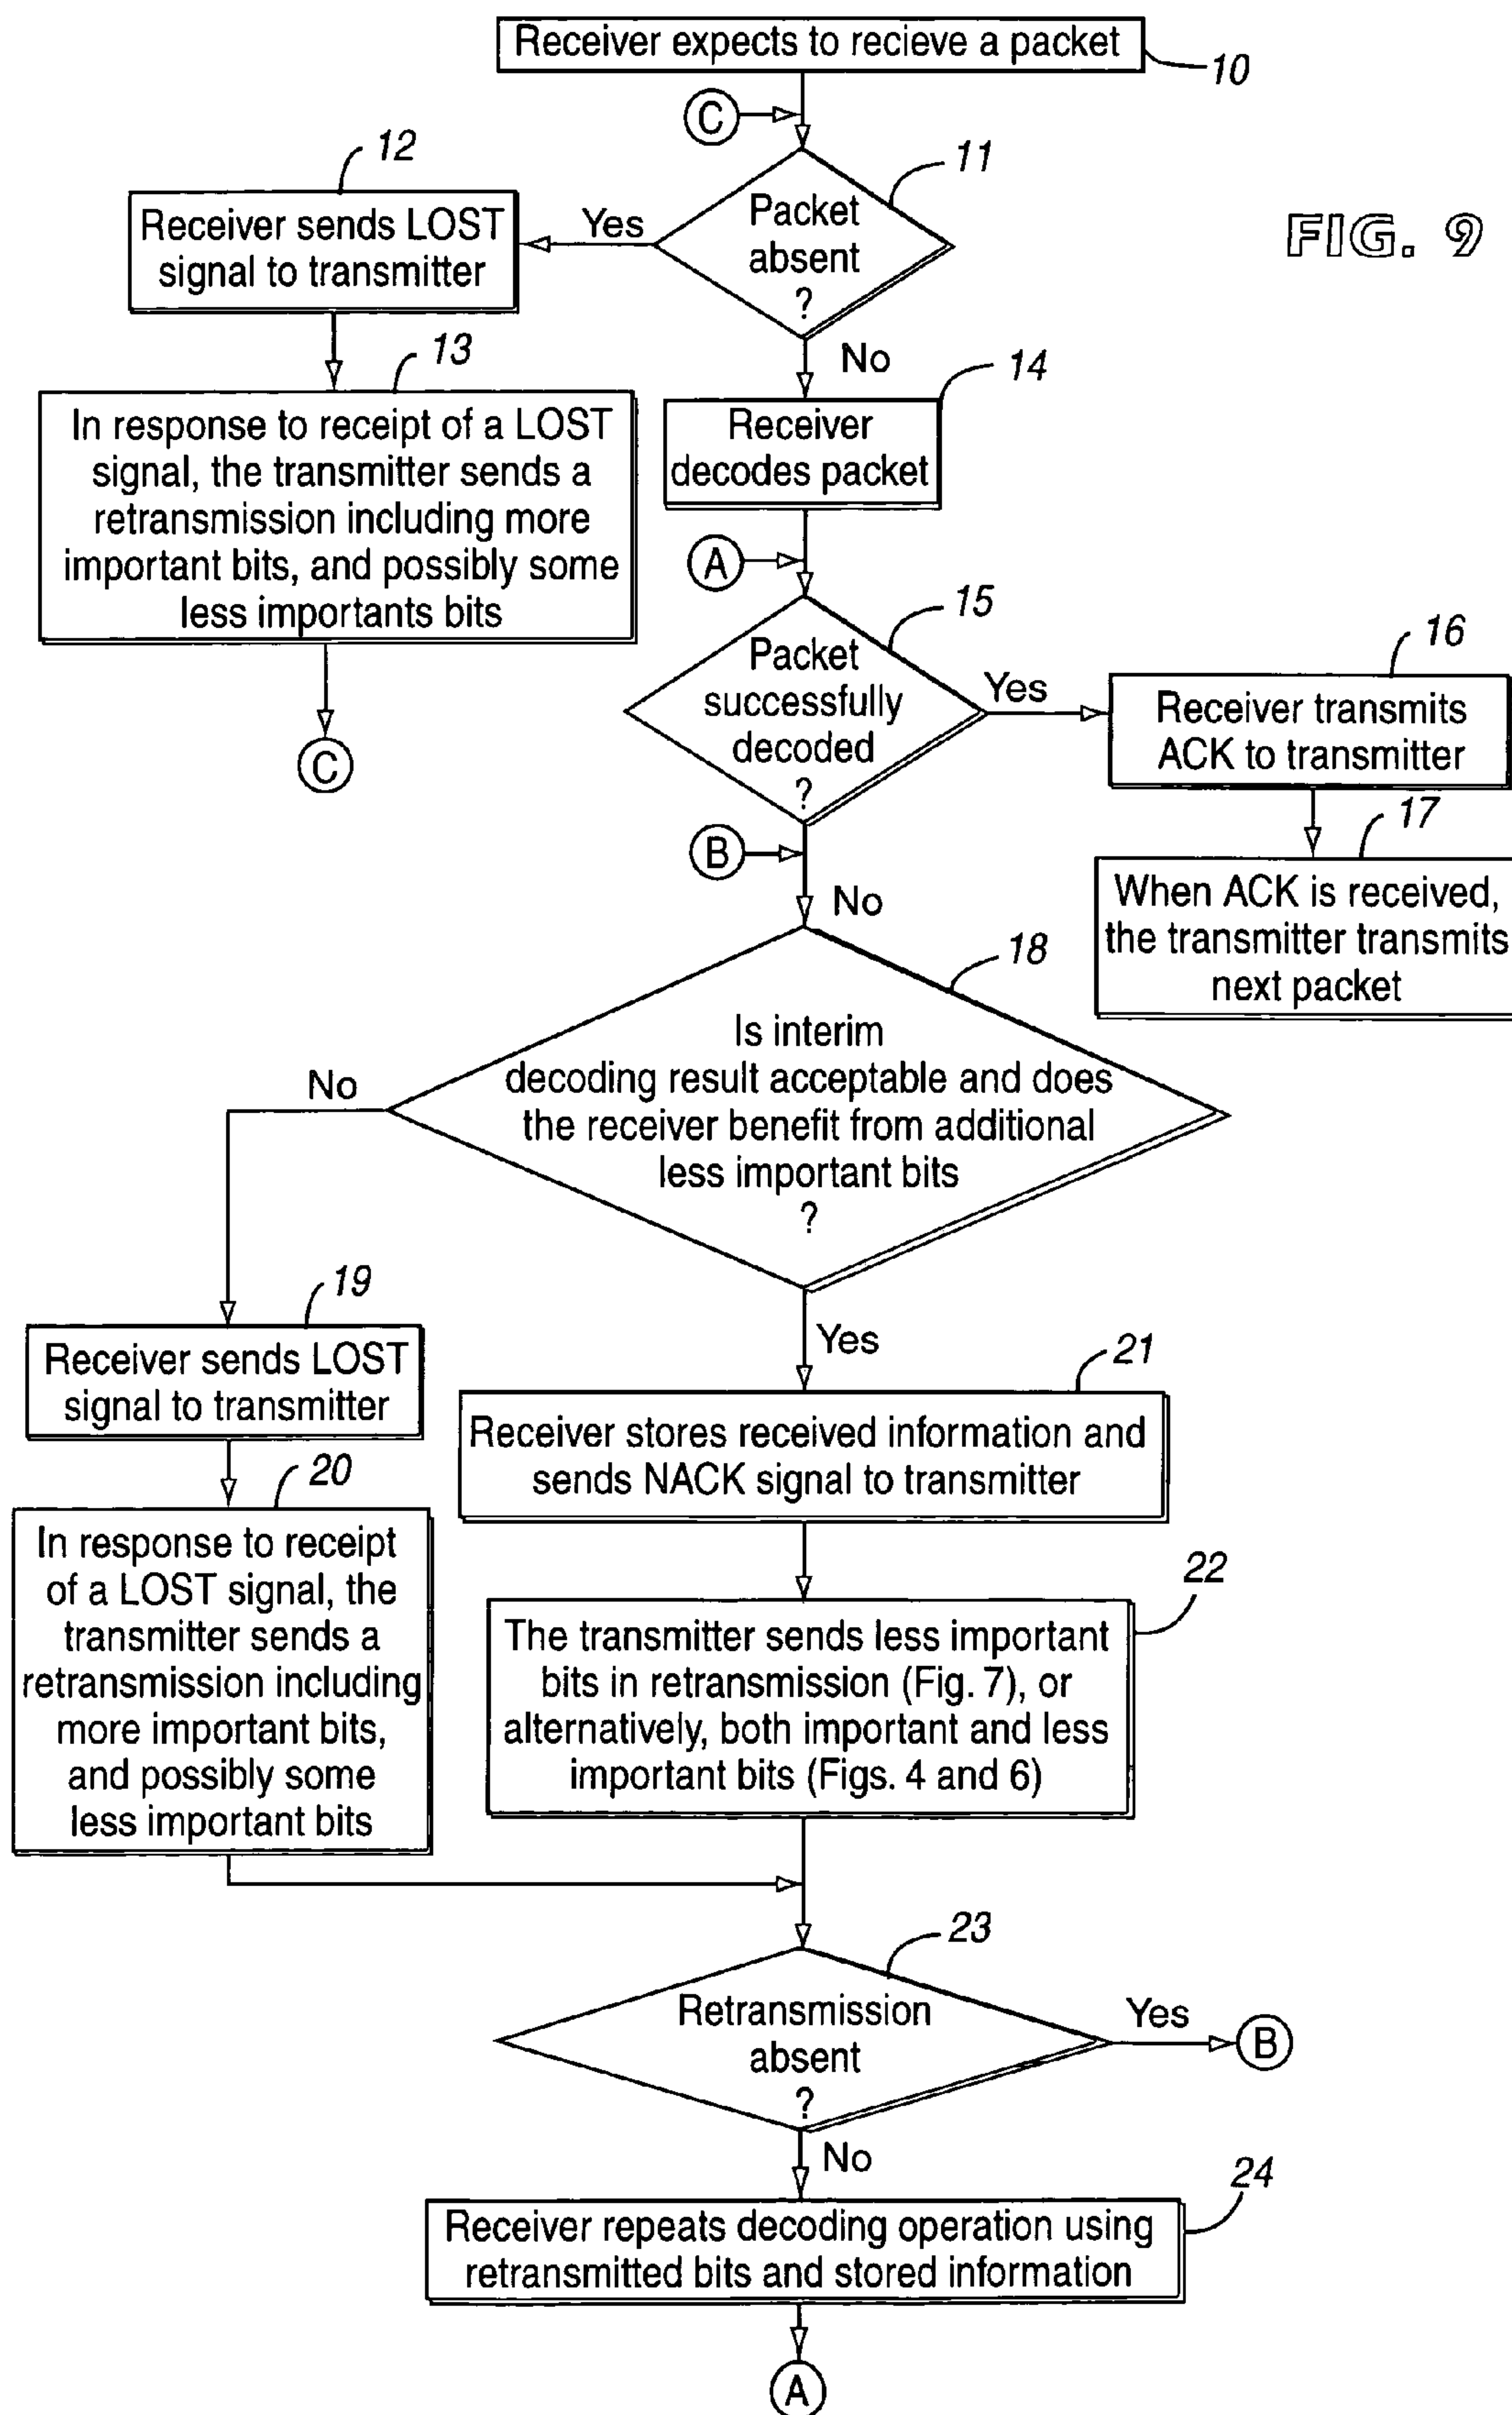 Receiver expects to recieve a packet
10
C
12
11
FIG. 9
Receiver sends LOST
signal to transmitter
Yes
Packet
absent
?
13
No
14
In response to receipt of a LOST
signal, the transmitter sends a
retransmission including more
important bits, and possibly some
less importants bits
Receiver
decodes packet
A
15
16
C
Packet
successfully
decoded
?
Yes
Receiver transmits
ACK to transmitter
17
B
No
When ACK is received,
the transmitter transmits
next packet
18
Is interim
decoding result acceptable and does
the receiver benefit from additional
less important bits
?
No
19
Yes
21
Receiver sends LOST
signal to transmitter
Receiver stores received information and
sends NACK signal to transmitter
20
22
In response to receipt
of a LOST signal, the
transmitter sends a
retransmission including
more important bits,
and possibly some
less important bits
The transmitter sends less important
bits in retransmission (Fig. 7), or
alternatively, both important and less
important bits (Figs. 4 and 6)
23
Retransmission
absent
?
Yes
B
No
24
Receiver repeats decoding operation using
retransmitted bits and stored information
A